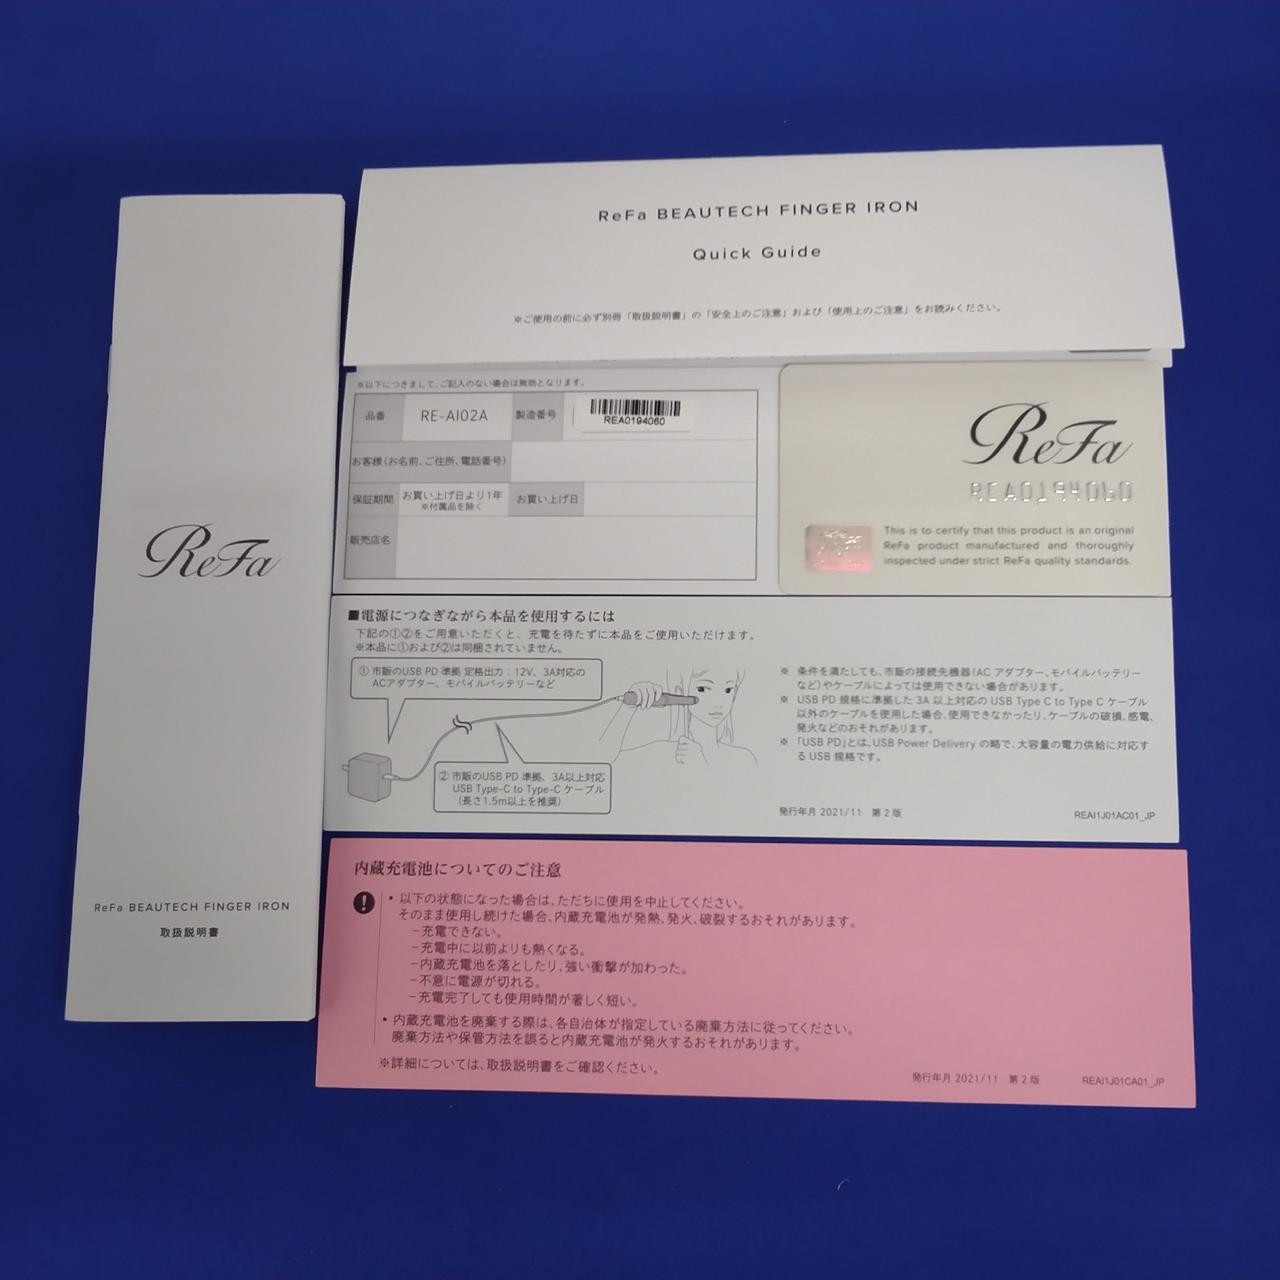 ReFa
ReFa BEAUTECH FINGER IRON
取扱説明書
ReFa BEAUTECH FINGER IRON
Quick Guide
※ご使用の前に必ず別冊「取扱説明書」の「安全上のご注意」および「使用上のご注意」をお読みください。
※以下につきまして、ご記入のない場合は無効となります。
品番 RE-AI02A 製造番号 REA0194060
お客様（お名前、ご住所、電話番号）
保証期間 お買い上げ日より1年 お買い上げ日
※付属品を除く
販売店名
ReFa
REA0194060
This is to certify that this product is an original
ReFa product manufactured and thoroughly
inspected under strict ReFa quality standards.
■電源につなぎながら本品を使用するには
下記の①②をご用意いただくと、充電を待たずに本品をご使用いただけます。
※本品に①および②は同梱されていません。
① 市販のUSB PD 準拠 定格出力：12V、3A対応の
ACアダプター、モバイルバッテリーなど
② 市販のUSB PD 準拠、3A以上対応
USB Type-C to Type-C ケーブル
（長さ1.5m以上を推奨）
※ 条件を満たしても、市販の接続先機器（AC アダプター、モバイルバッテリー
など）やケーブルによっては使用できない場合があります。
※ USB PD 規格に準拠した 3A 以上対応の USB Type C to Type C ケーブル
以外のケーブルを使用した場合、使用できなかったり、ケーブルの破損、感電、
発火などのおそれがあります。
※ 「USB PD」とは、USB Power Delivery の略で、大容量の電力供給に対応す
る USB 規格です。
発行年月 2021/11 第2版
REAI1J01AC01_JP
内蔵充電池についてのご注意
• 以下の状態になった場合は、ただちに使用を中止してください。
そのまま使用し続けた場合、内蔵充電池が発熱、発火、破裂するおそれがあります。
－充電できない。
－充電中に以前よりも熱くなる。
－内蔵充電池を落としたり、強い衝撃が加わった。
－不意に電源が切れる。
－充電完了しても使用時間が著しく短い。
• 内蔵充電池を廃棄する際は、各自治体が指定している廃棄方法に従ってください。
廃棄方法や保管方法を誤ると内蔵充電池が発火するおそれがあります。
※詳細については、取扱説明書をご確認ください。
発行年月 2021/11 第2版
REAI1J01CA01_JP